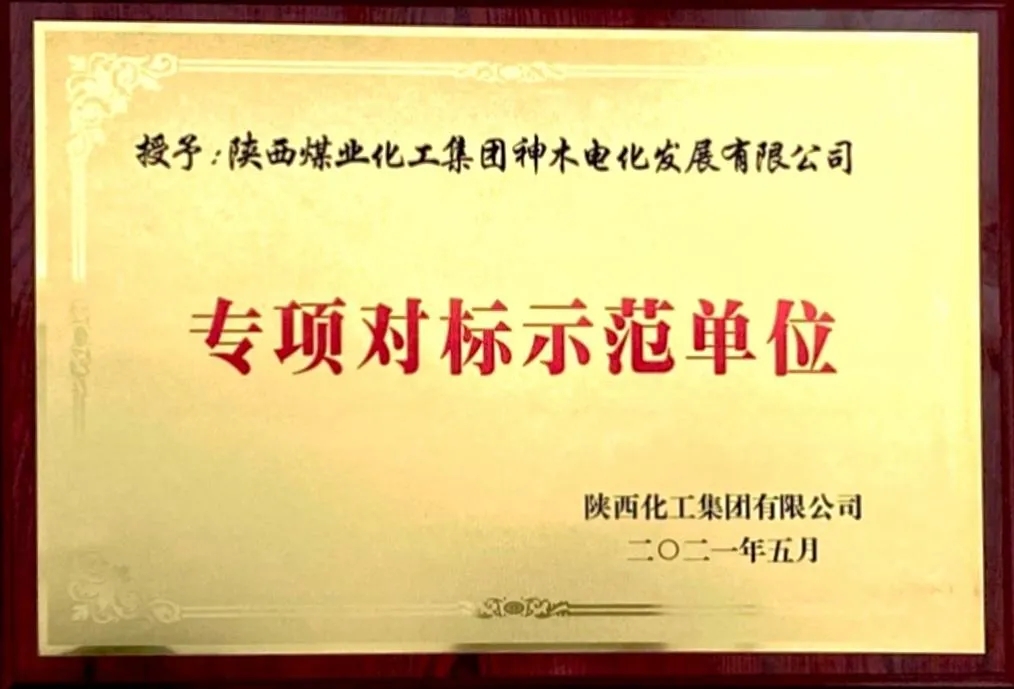 授予：陕西煤业化工集团神木电化发展有限公司
专项对标示范单位
陕西化工集团有限公司
二〇二一年五月